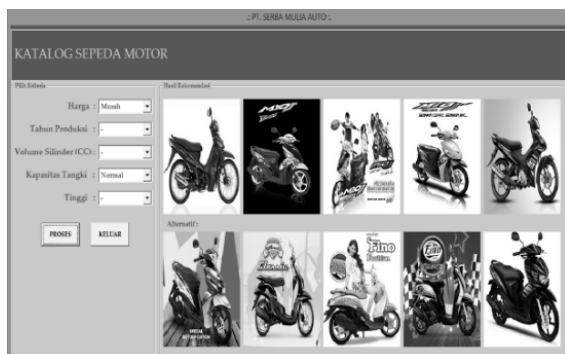 .: PT. SERBA MULIA AUTO :.
KATALOG SEPEDA MOTOR
Pilih Kriteria
Hasil Rekomendasi
Harga : Murah
Tahun Produksi : -
Volume Silinder (CC) : -
Kapasitas Tangki : Normal
Tinggi : -
PROSES KELUAR
Alternatif :
Fino